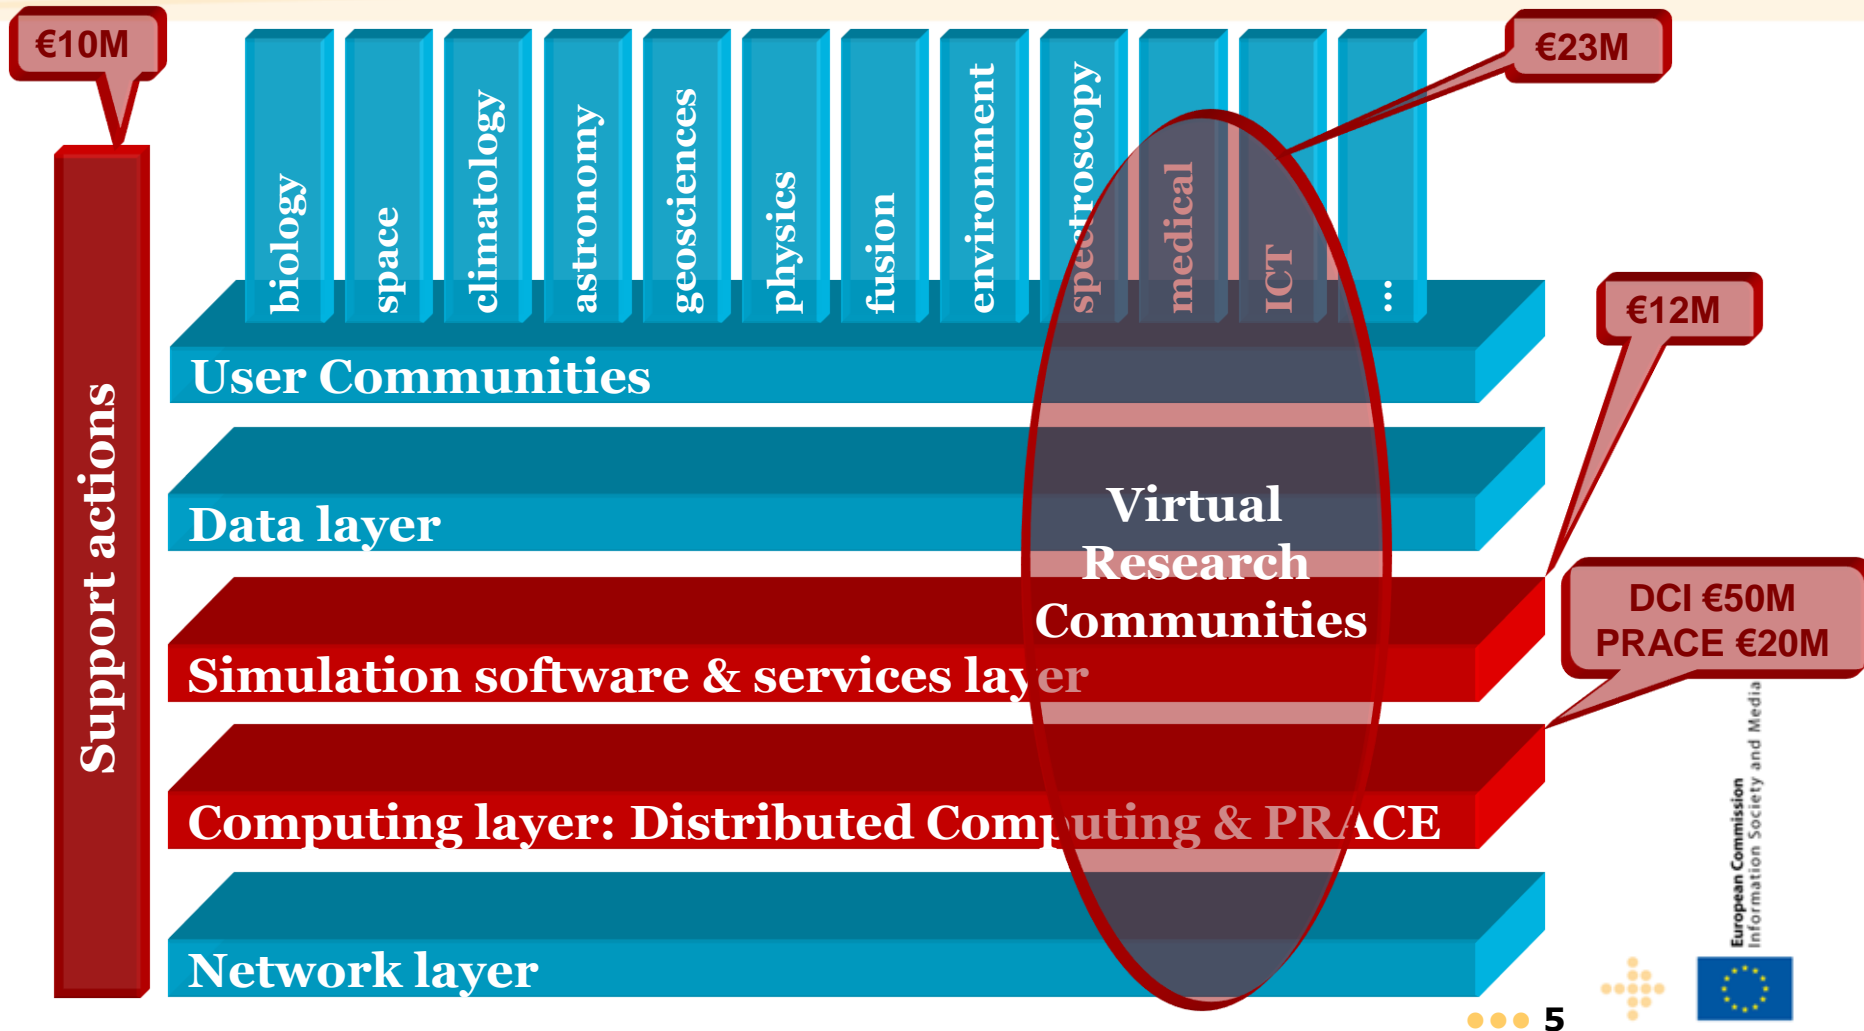 €10M
€23M
biology
space
climatology
astronomy
geosciences
physics
fusion
environment
spectroscopy
medical
ICT
...
€12M
User Communities
Data layer
Virtual
Research
Communities
DCI €50M
PRACE €20M
Support actions
Simulation software & services layer
Computing layer: Distributed Computing & PRACE
Network layer
European Commission
Information Society and Media
5